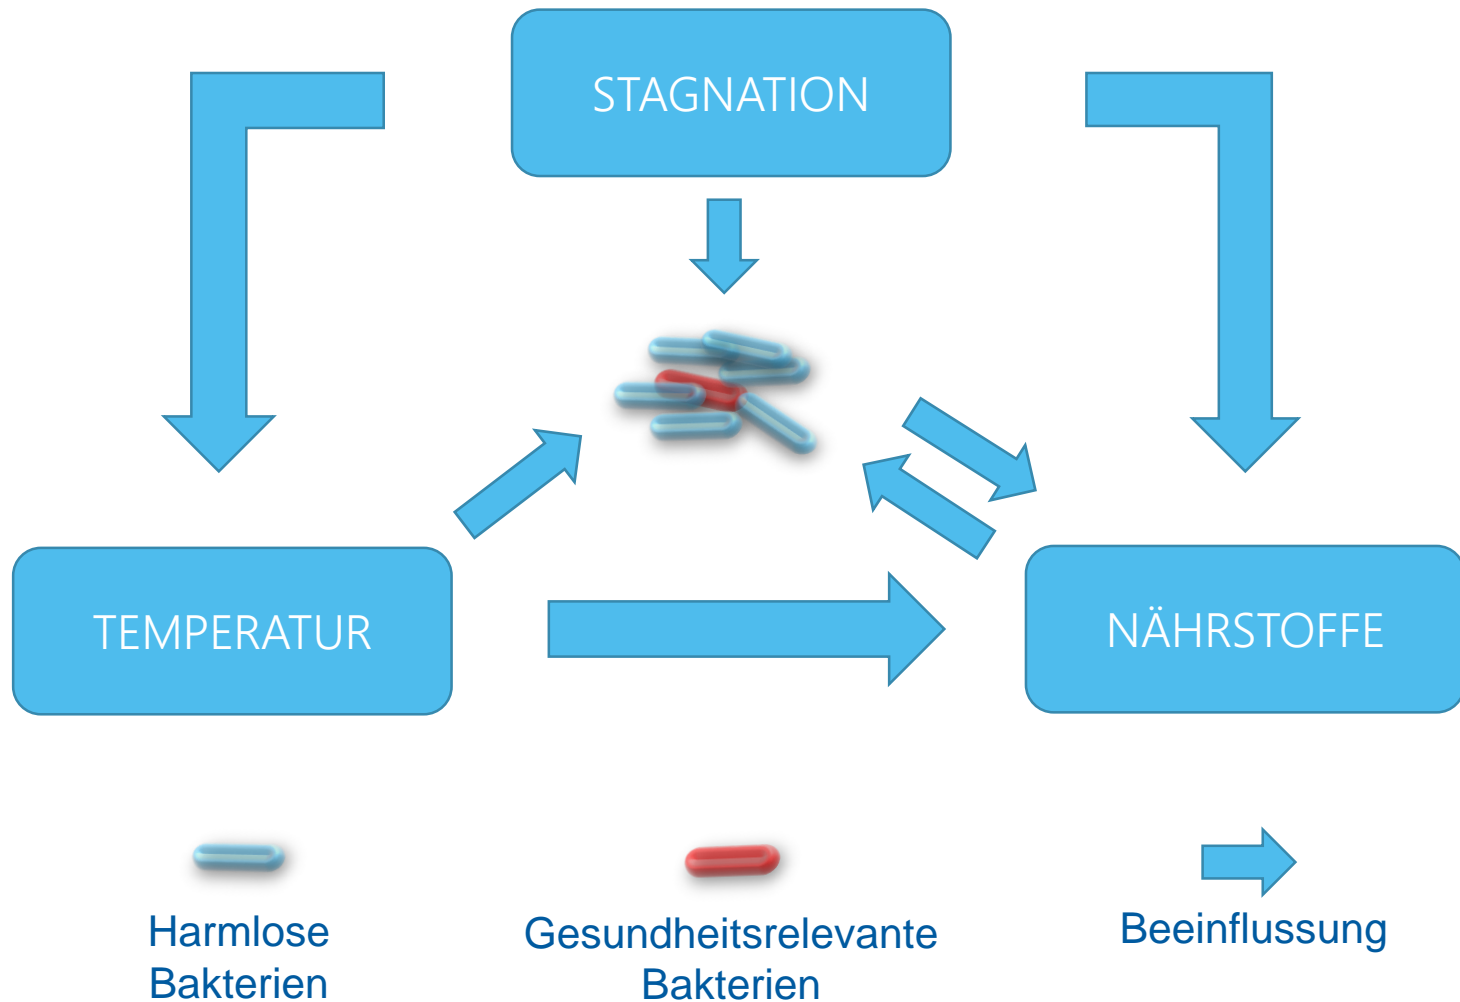 STAGNATION
TEMPERATUR
NÄHRSTOFFE
Harmlose
Bakterien
Gesundheitsrelevante
Bakterien
Beeinflussung